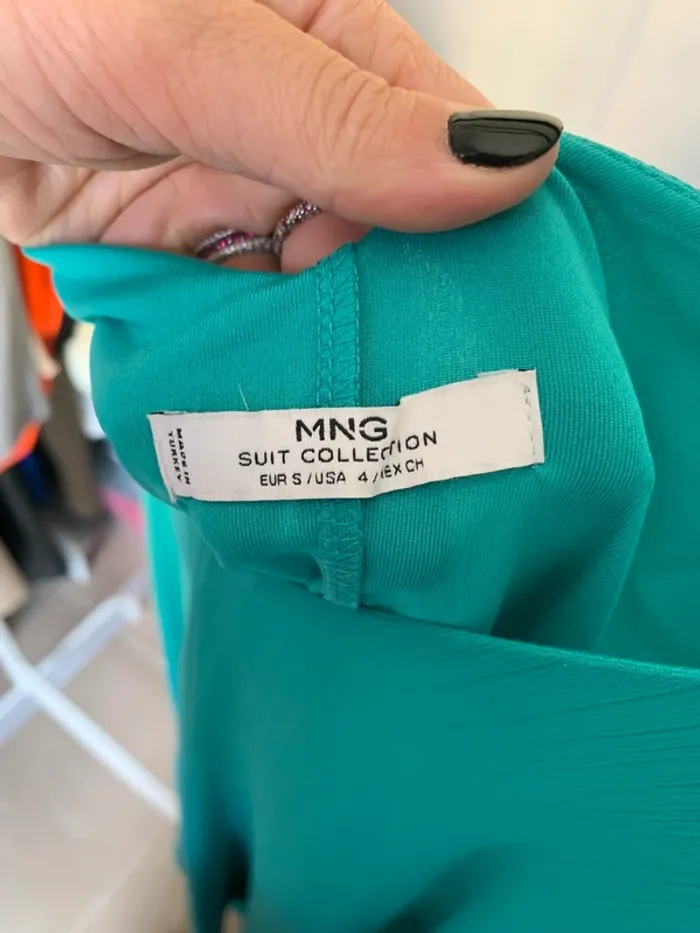 MNG
SUIT COLLECTION
EUR S / USA 4 / MEX CH
MADE IN
TURKEY